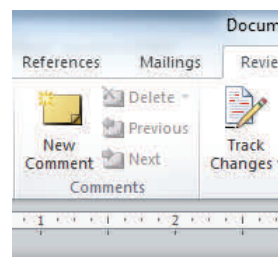 Docum
References Mailings Revie
Delete
Previous
New Comment Next
Track Changes
Comments
1 2